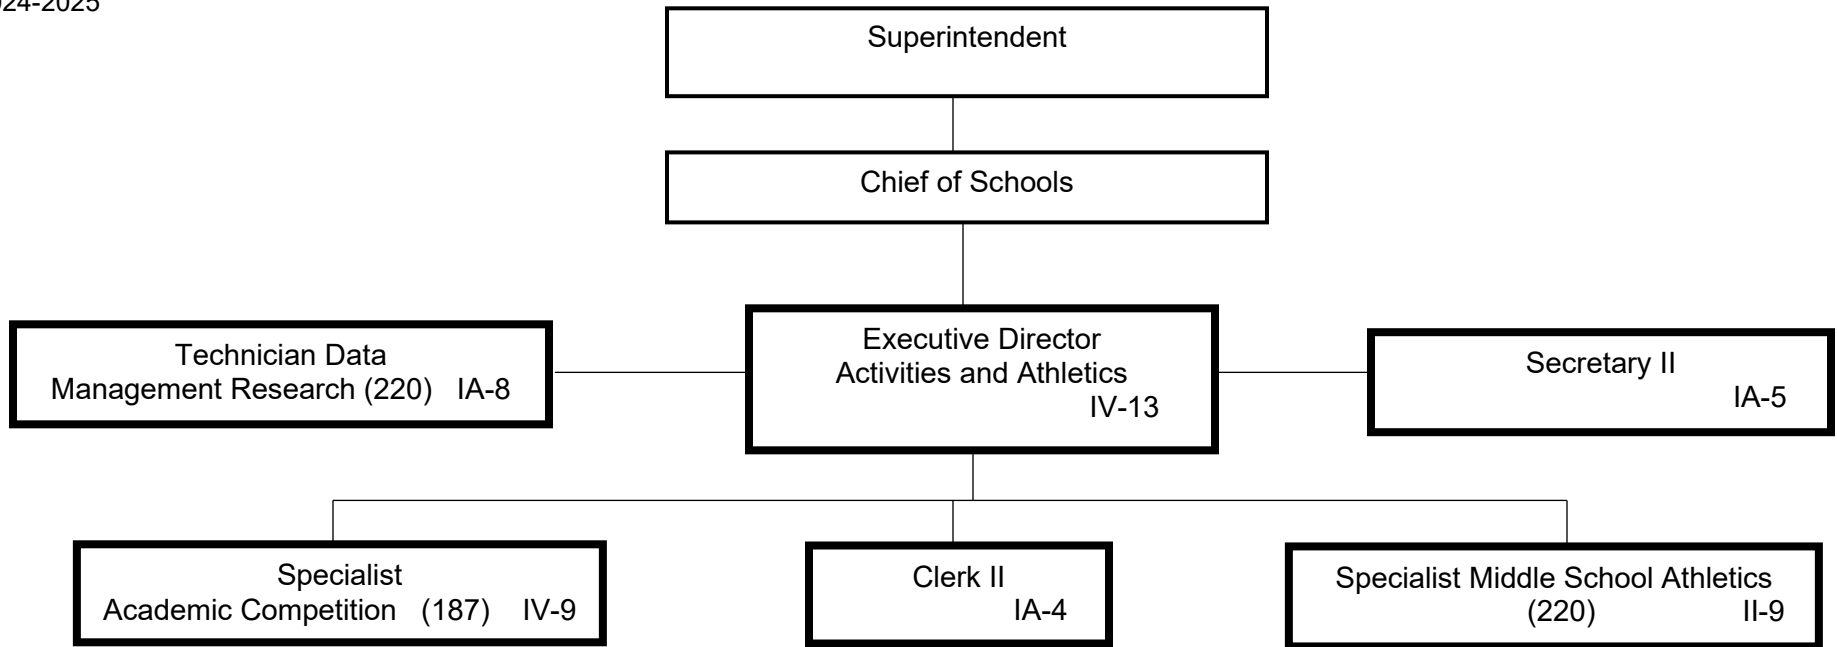 Superintendent
Chief of Schools
Executive Director
Activities and Athletics
IV-13
Technician Data
Management Research (220) IA-8
Secretary II
IA-5
Specialist
Academic Competition (187) IV-9
Clerk II
IA-4
Specialist Middle School Athletics
(220) II-9